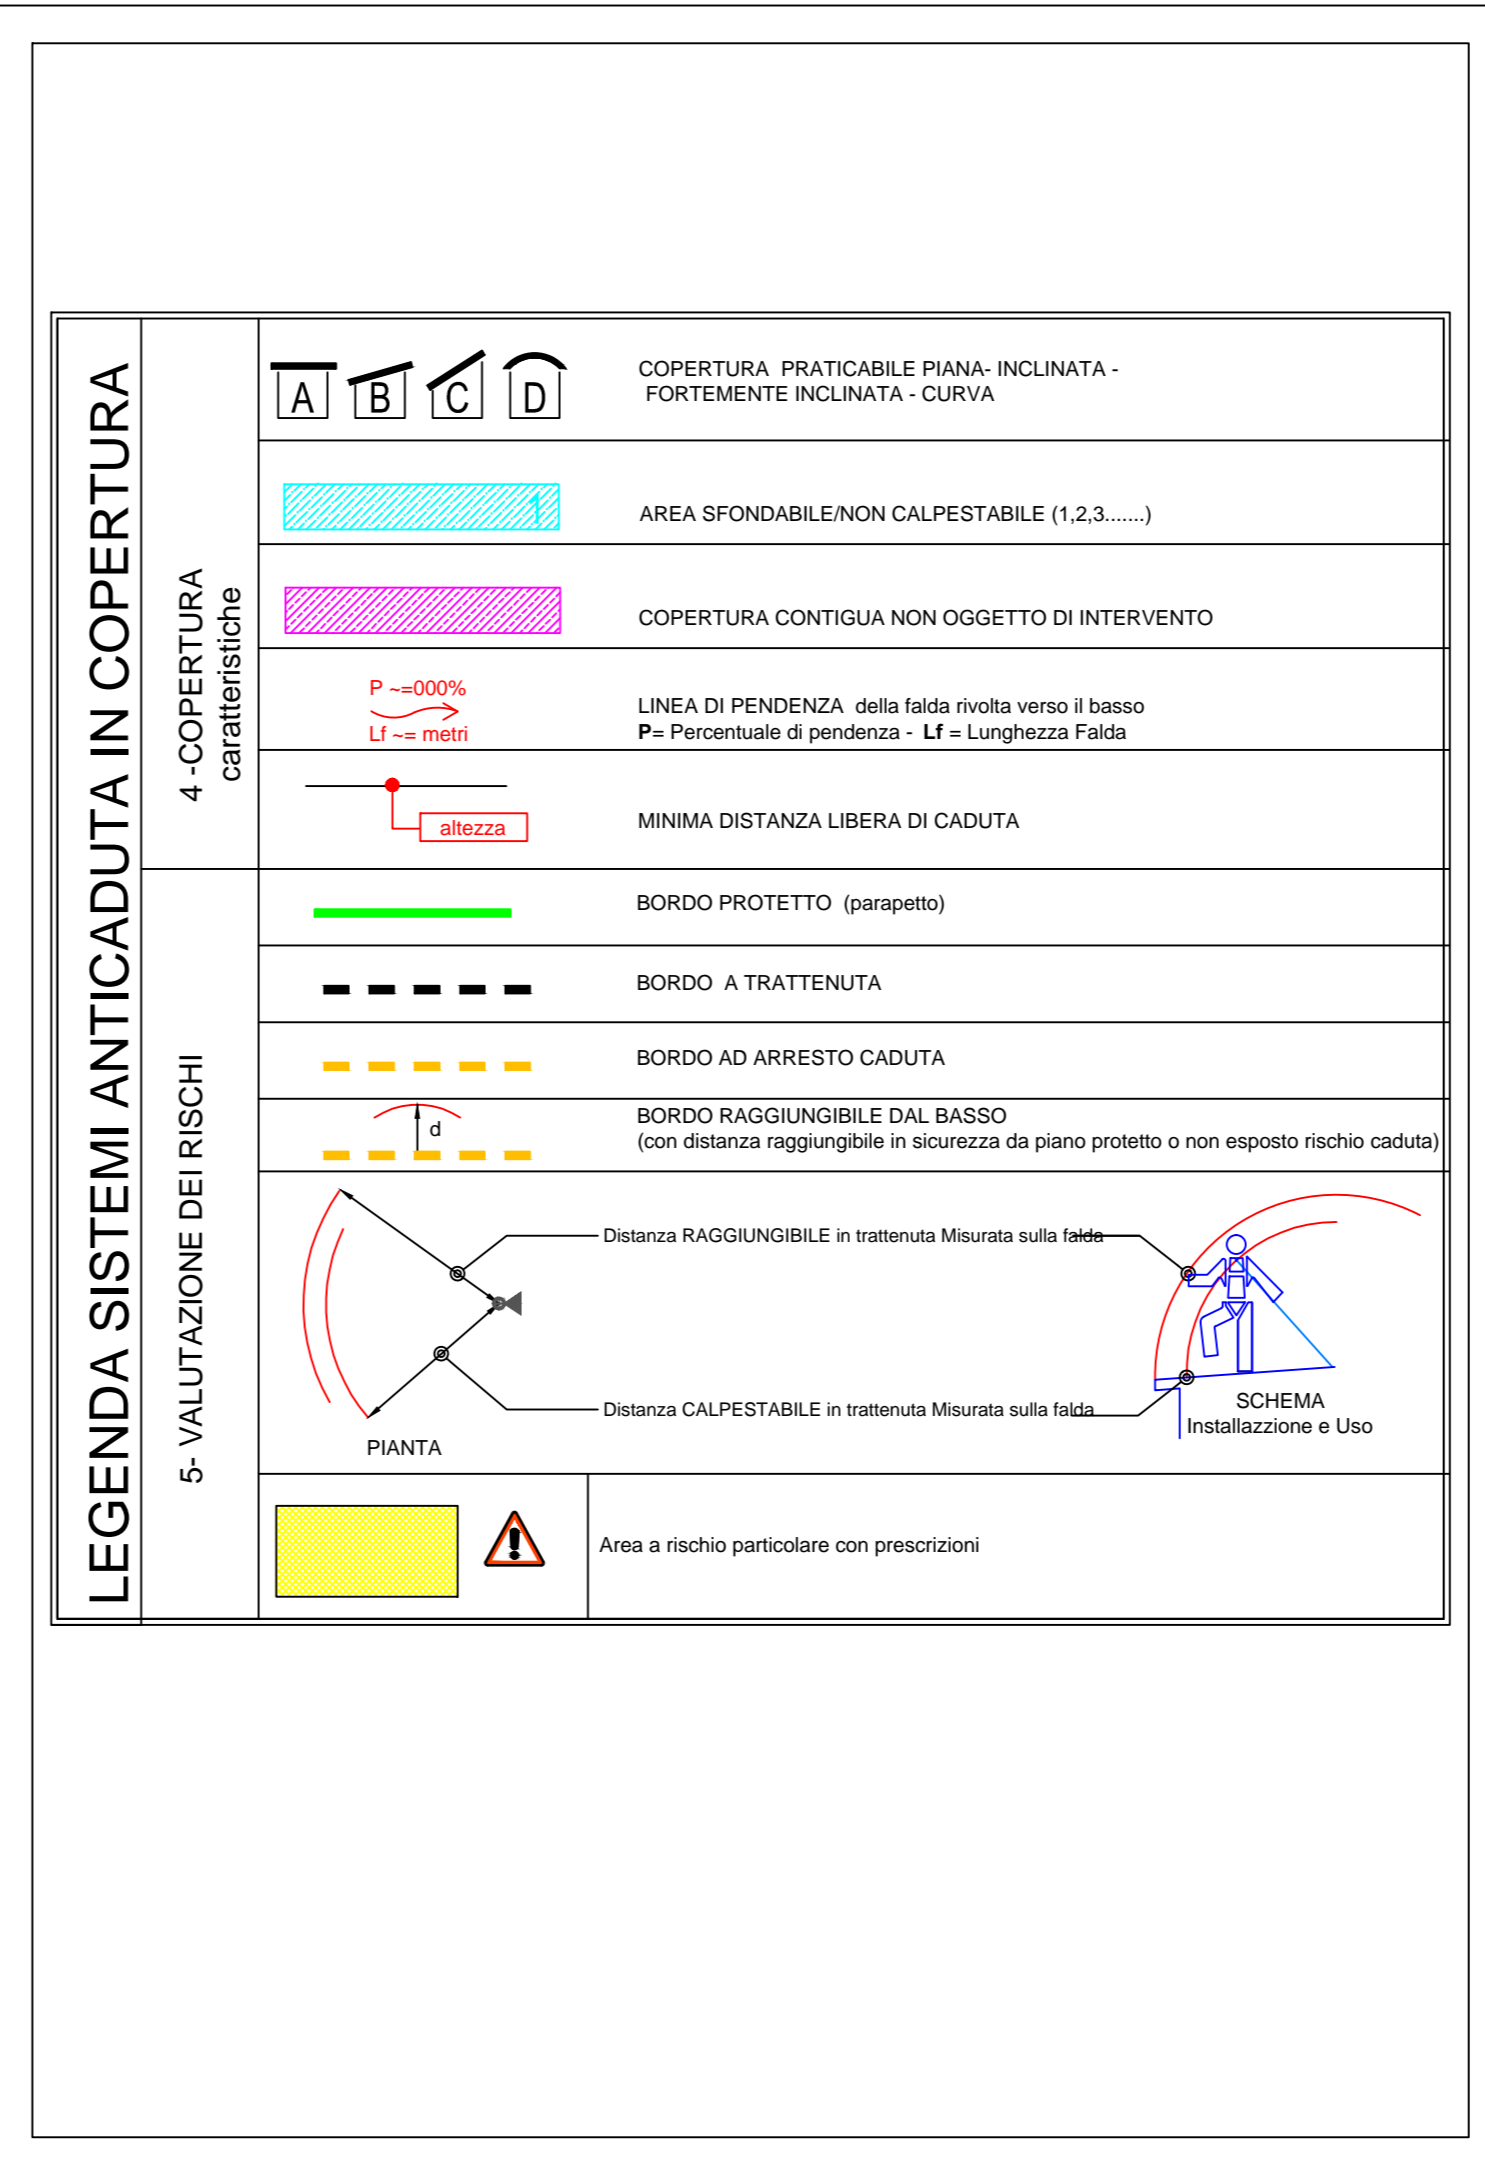 LEGENDA SISTEMI ANTICADUTA IN COPERTURA
4 -COPERTURA
caratteristiche
A B C D
COPERTURA PRATICABILE PIANA- INCLINATA -
FORTEMENTE INCLINATA - CURVA
1
AREA SFONDABILE/NON CALPESTABILE (1,2,3.......)
COPERTURA CONTIGUA NON OGGETTO DI INTERVENTO
P ~=000%
Lf ~= metri
LINEA DI PENDENZA della falda rivolta verso il basso
P= Percentuale di pendenza - Lf = Lunghezza Falda
altezza
MINIMA DISTANZA LIBERA DI CADUTA
5- VALUTAZIONE DEI RISCHI
BORDO PROTETTO (parapetto)
BORDO A TRATTENUTA
BORDO AD ARRESTO CADUTA
d
BORDO RAGGIUNGIBILE DAL BASSO
(con distanza raggiungibile in sicurezza da piano protetto o non esposto rischio caduta)
Distanza RAGGIUNGIBILE in trattenuta Misurata sulla falda
Distanza CALPESTABILE in trattenuta Misurata sulla falda
PIANTA
SCHEMA
Installazzione e Uso
!
Area a rischio particolare con prescrizioni